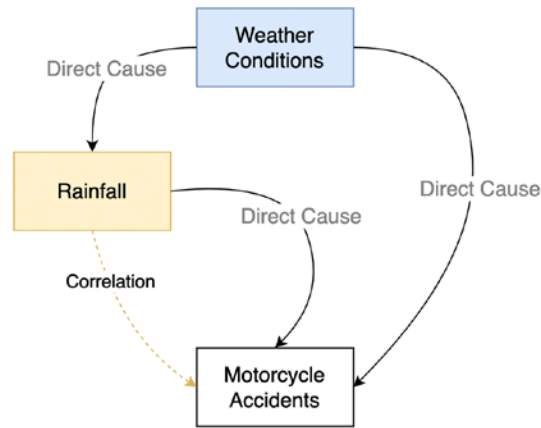 Weather
Conditions
Direct Cause
Rainfall
Direct Cause
Direct Cause
Correlation
Motorcycle
Accidents